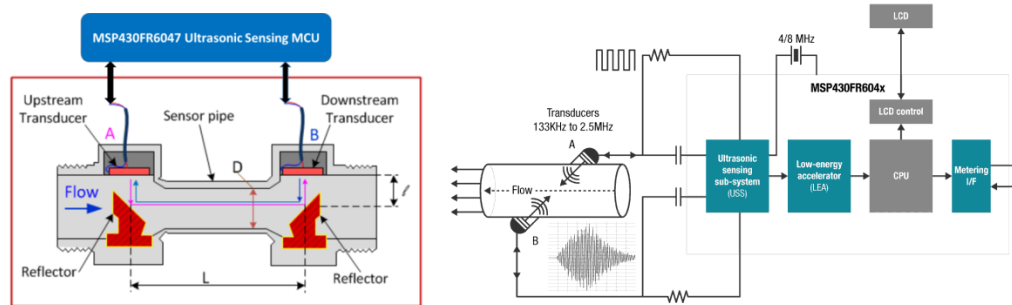 MSP430FR6047 Ultrasonic Sensing MCU
Upstream
Transducer
A
Sensor pipe
B
Downstream
Transducer
D
Flow
ℓ
Reflector
L
Reflector
LCD
4/8 MHz
MSP430FR604x
Transducers
133KHz to 2.5MHz
A
LCD control
Flow
Ultrasonic
sensing
sub-system
(USS)
Low-energy
accelerator
(LEA)
CPU
Metering
I/F
B